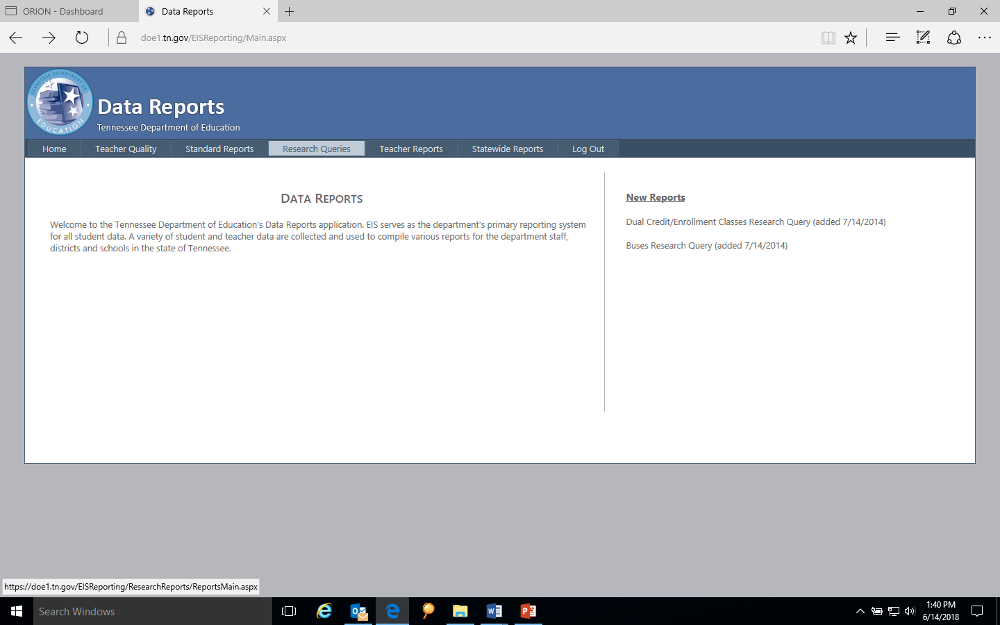 ORION - Dashboard
Data Reports
doe1.tn.gov/EISReporting/Main.aspx
TENNESSEE DEPARTMENT OF
EDUCATION
Data Reports
Tennessee Department of Education
Home
Teacher Quality
Standard Reports
Research Queries
Teacher Reports
Statewide Reports
Log Out
DATA REPORTS
Welcome to the Tennessee Department of Education's Data Reports application. EIS serves as the department's primary reporting system
for all student data. A variety of student and teacher data are collected and used to compile various reports for the department staff,
districts and schools in the state of Tennessee.
New Reports
Dual Credit/Enrollment Classes Research Query (added 7/14/2014)
Buses Research Query (added 7/14/2014)
https://doe1.tn.gov/EISReporting/ResearchReports/ReportsMain.aspx
Search Windows
1:40 PM
6/14/2018